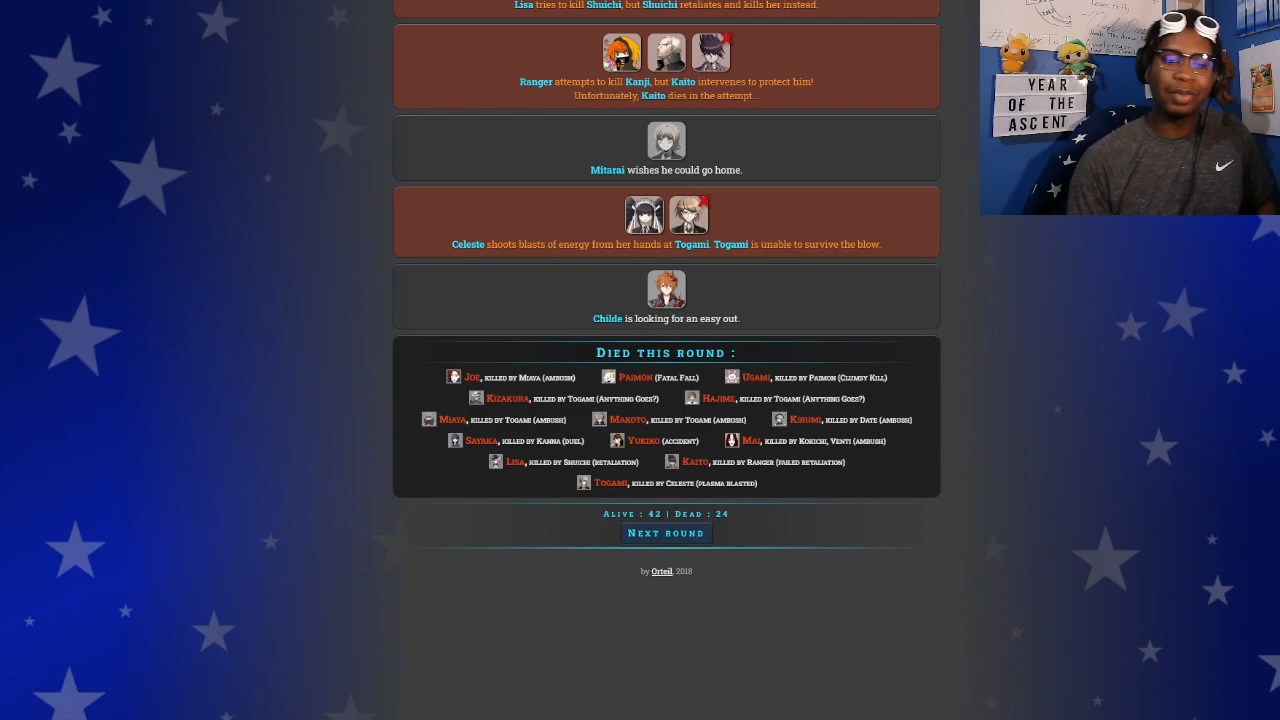 Lisa tries to kill Shuichi, but Shuichi retaliates and kills her instead.
Ranger attempts to kill Kanji, but Kaito intervenes to protect him!
Unfortunately, Kaito dies in the attempt...
Mitarai wishes he could go home.
Celeste shoots blasts of energy from her hands at Togami. Togami is unable to survive the blow.
Childe is looking for an easy out.
Died this round :
Joe, killed by Miaya (ambush) Paimon (Fatal Fall) Usami, killed by Paimon (Clumsy Kill)
Kizakura, killed by Togami (Anything Goes?) Hajime, killed by Togami (Anything Goes?)
Miaya, killed by Togami (ambush) Makoto, killed by Togami (ambush) Kirumi, killed by Date (ambush)
Sayaka, killed by Kanna (duel) Yukiko (accident) Mai, killed by Kokichi, Venti (ambush)
Lisa, killed by Shuichi (retaliation) Kaito, killed by Ranger (failed retaliation)
Togami, killed by Celeste (plasma blasted)
Alive : 42 | Dead : 24
Next round
by Orteil, 2018
YEAR
OF THE
ASCENT